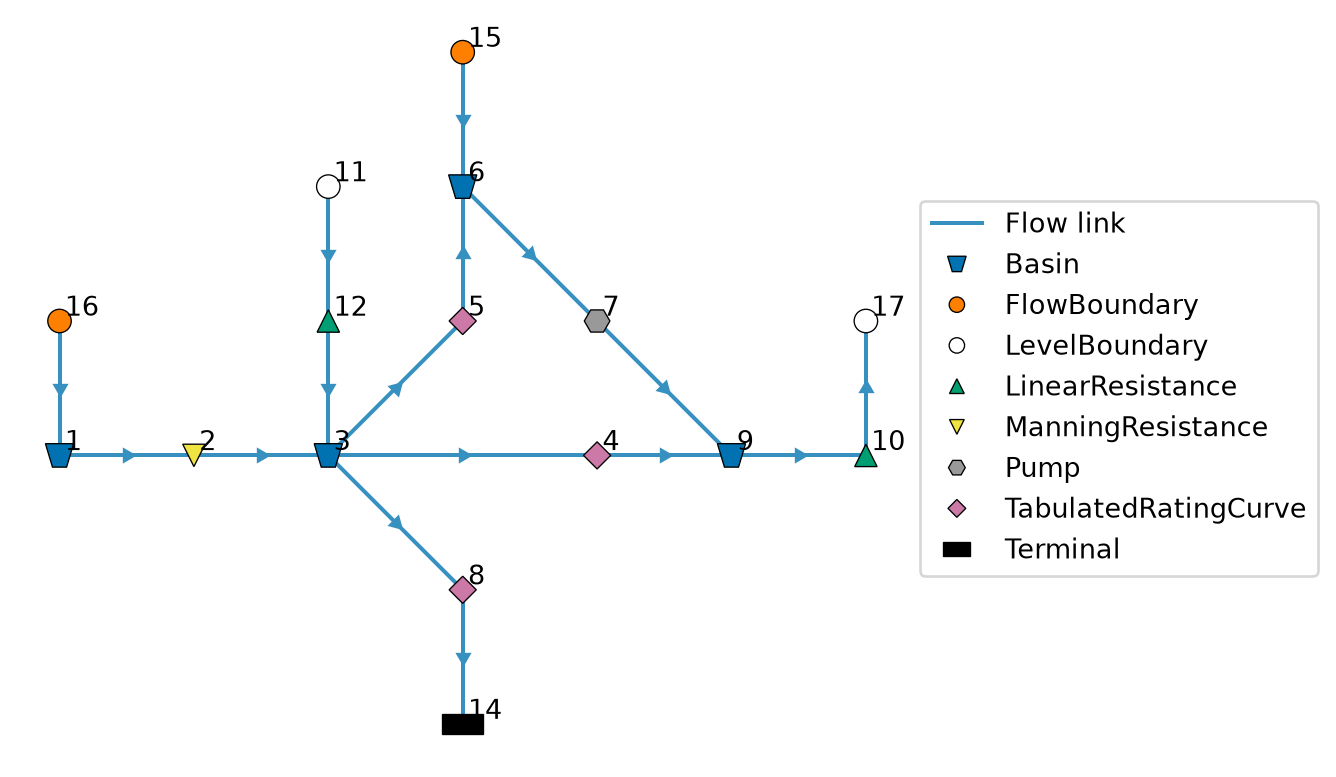 15
11
6
16
12
5
7
17
1
2
3
4
9
10
8
14
Flow link
Basin
FlowBoundary
LevelBoundary
LinearResistance
ManningResistance
Pump
TabulatedRatingCurve
Terminal